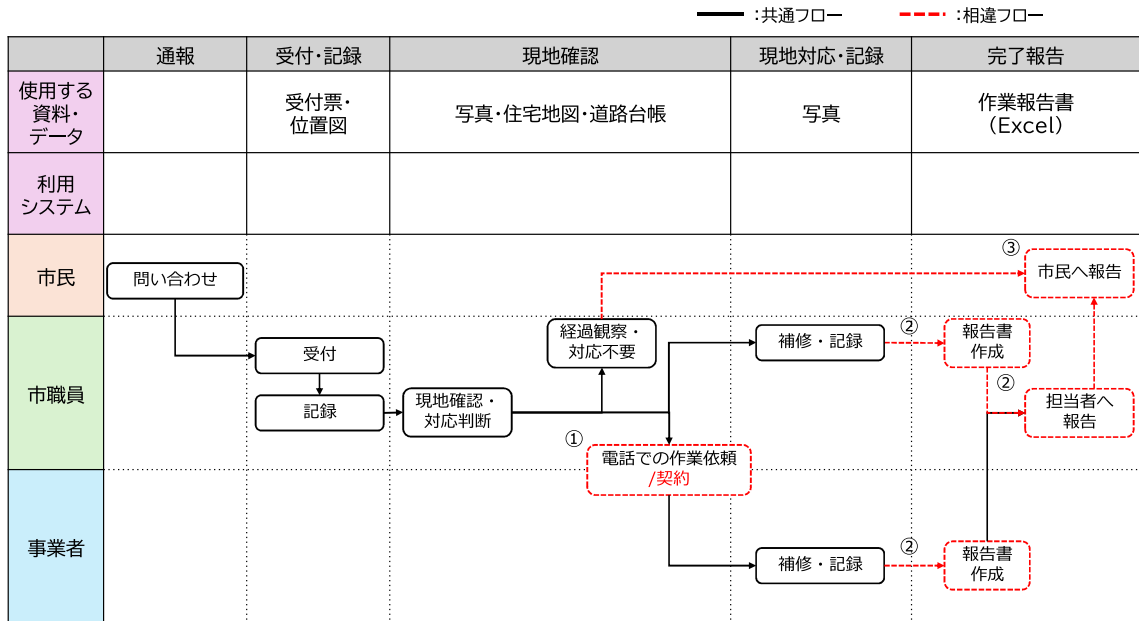 :共通フロー
:相違フロー
通報
受付・記録
現地確認
現地対応・記録
完了報告
使用する
資料・
データ
受付票・
位置図
写真・住宅地図・道路台帳
写真
作業報告書
(Excel)
利用
システム
市民
問い合わせ
③
市民へ報告
市職員
受付
記録
現地確認・
対応判断
経過観察・
対応不要
補修・記録
②
報告書
作成
②
担当者へ
報告
①
電話での作業依頼
/契約
事業者
補修・記録
②
報告書
作成